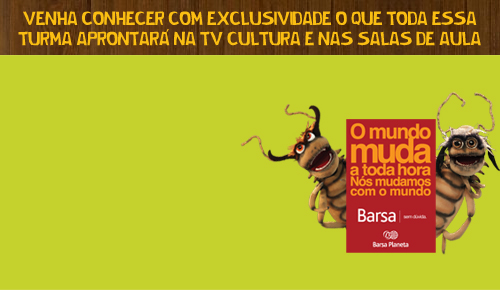 VENHA CONHECER COM EXCLUSIVIDADE O QUE TODA ESSA
TURMA APRONTARÁ NA TV CULTURA E NAS SALAS DE AULA
O mundo
muda
a toda hora
Nós mudamos
com o mundo
Barsa sem dúvida.
Barsa Planeta